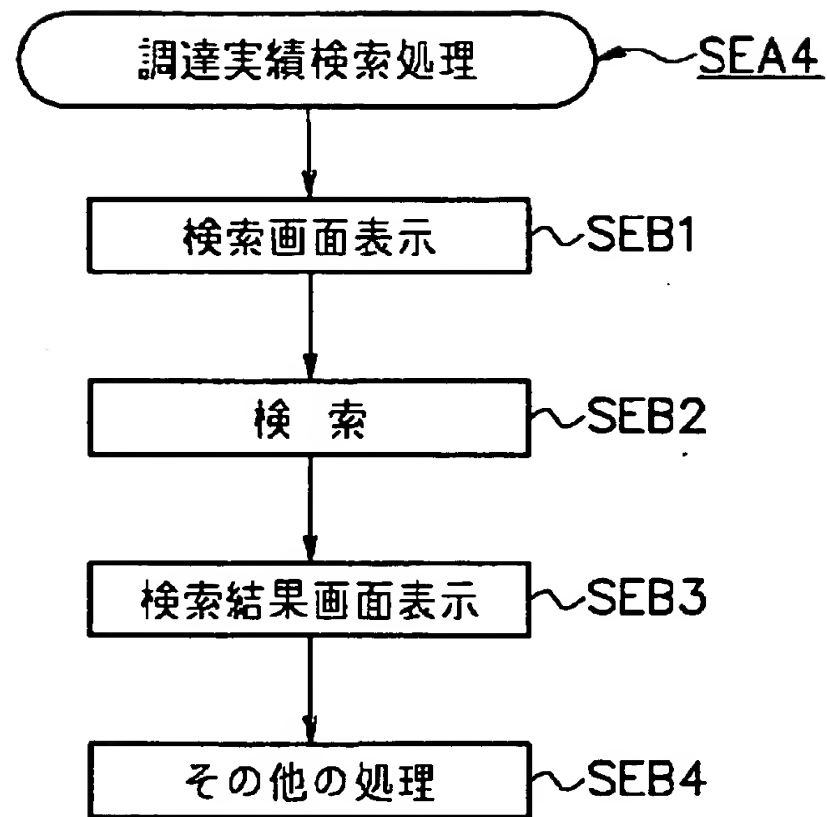 調達実績検索処理 SEA4
検索画面表示 SEB1
検 索 SEB2
検索結果画面表示 SEB3
その他の処理 SEB4